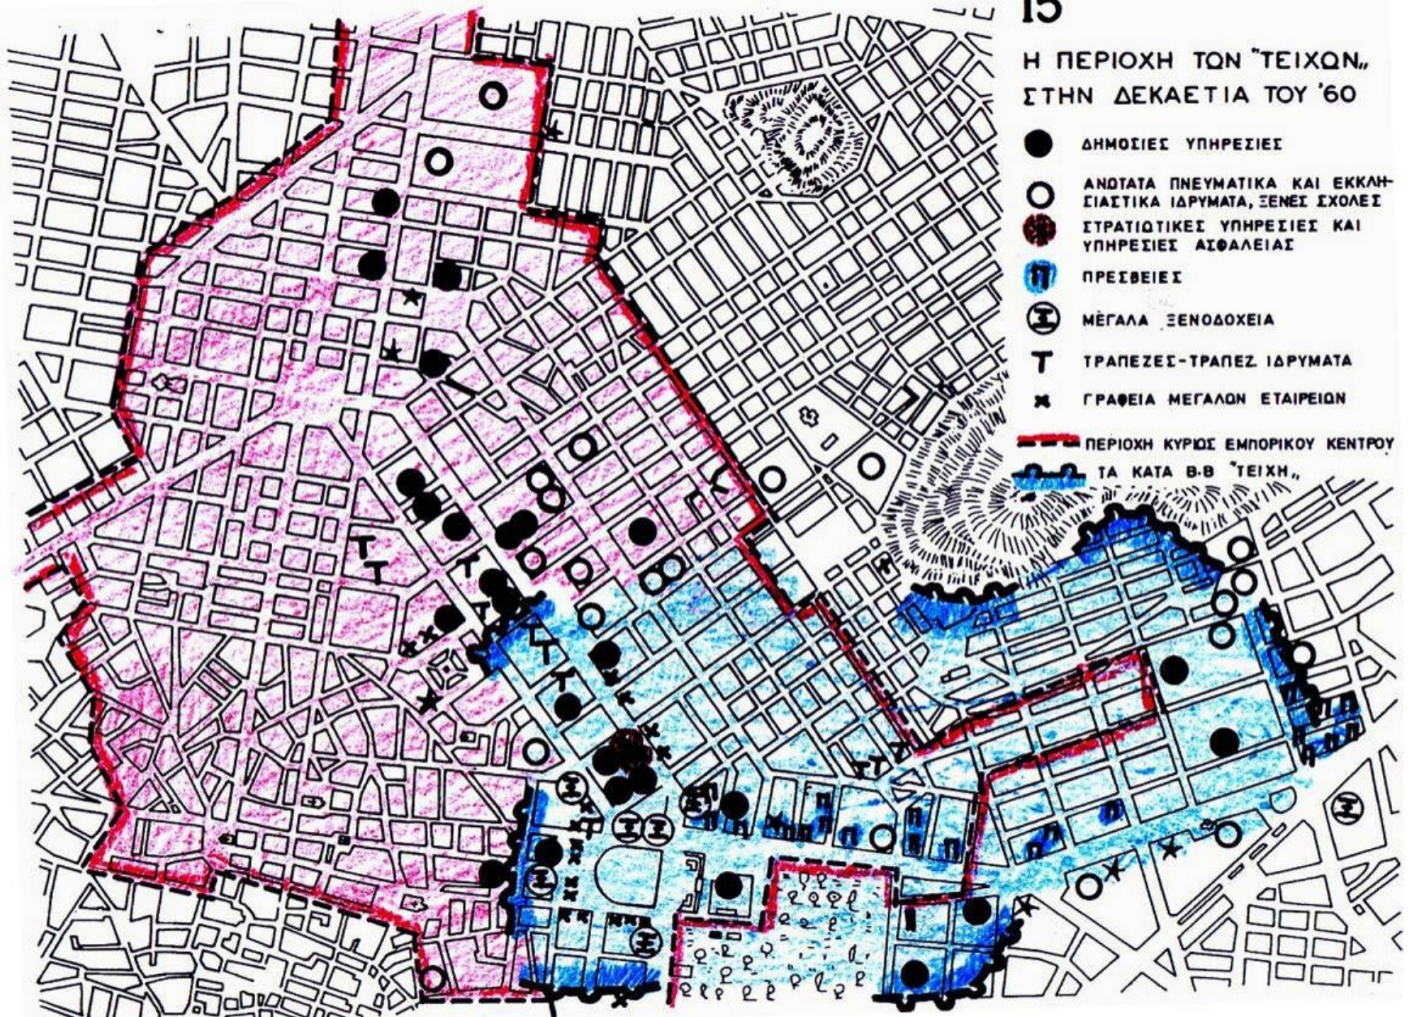 15
Η ΠΕΡΙΟΧΗ ΤΩΝ "ΤΕΙΧΩΝ„
ΣΤΗΝ ΔΕΚΑΕΤΙΑ ΤΟΥ '60
ΔΗΜΟΣΙΕΣ ΥΠΗΡΕΣΙΕΣ
ΑΝΩΤΑΤΑ ΠΝΕΥΜΑΤΙΚΑ ΚΑΙ ΕΚΚΛΗ-
ΣΙΑΣΤΙΚΑ ΙΔΡΥΜΑΤΑ, ΞΕΝΕΣ ΣΧΟΛΕΣ
ΣΤΡΑΤΙΩΤΙΚΕΣ ΥΠΗΡΕΣΙΕΣ ΚΑΙ
ΥΠΗΡΕΣΙΕΣ ΑΣΦΑΛΕΙΑΣ
ΠΡΕΣΒΕΙΕΣ
ΜΕΓΑΛΑ ΞΕΝΟΔΟΧΕΙΑ
ΤΡΑΠΕΖΕΣ-ΤΡΑΠΕΖ. ΙΔΡΥΜΑΤΑ
ΓΡΑΦΕΙΑ ΜΕΓΑΛΩΝ ΕΤΑΙΡΕΙΩΝ
ΠΕΡΙΟΧΗ ΚΥΡΙΩΣ ΕΜΠΟΡΙΚΟΥ ΚΕΝΤΡΟΥ
ΤΑ ΚΑΤΑ Β.Β "ΤΕΙΧΗ„